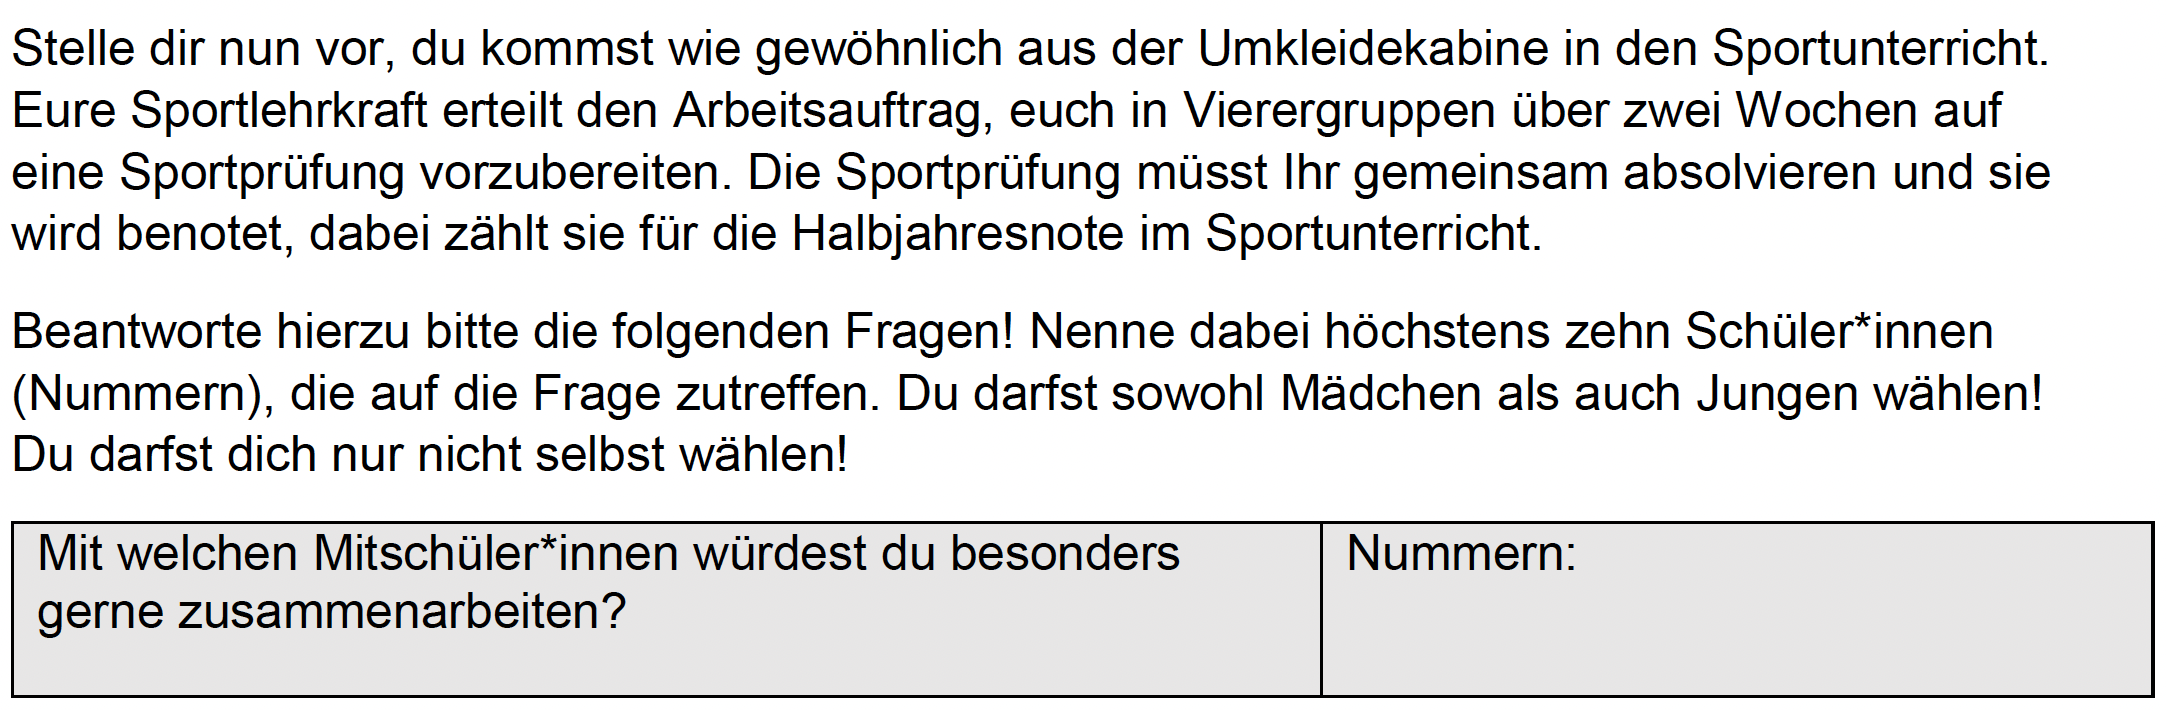 Stelle dir nun vor, du kommst wie gewöhnlich aus der Umkleidekabine in den Sportunterricht.
Eure Sportlehrkraft erteilt den Arbeitsauftrag, euch in Vierergruppen über zwei Wochen auf
eine Sportprüfung vorzubereiten. Die Sportprüfung müsst Ihr gemeinsam absolvieren und sie
wird benotet, dabei zählt sie für die Halbjahresnote im Sportunterricht.
Beantworte hierzu bitte die folgenden Fragen! Nenne dabei höchstens zehn Schüler*innen
(Nummern), die auf die Frage zutreffen. Du darfst sowohl Mädchen als auch Jungen wählen!
Du darfst dich nur nicht selbst wählen!
Mit welchen Mitschüler*innen würdest du besonders
gerne zusammenarbeiten?
Nummern: